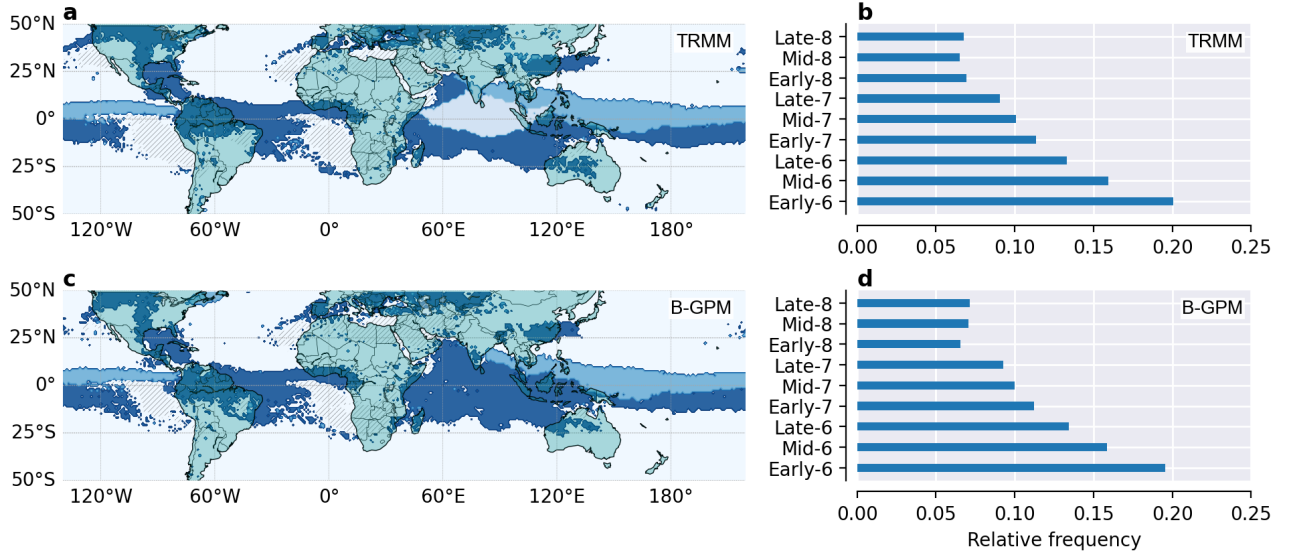 a
50°N
25°N
0°
25°S
50°S
120°W 60°W 0° 60°E 120°E 180°
TRMM
b
TRMM
Late-8
Mid-8
Early-8
Late-7
Mid-7
Early-7
Late-6
Mid-6
Early-6
0.00 0.05 0.10 0.15 0.20 0.25
c
50°N
25°N
0°
25°S
50°S
120°W 60°W 0° 60°E 120°E 180°
B-GPM
d
B-GPM
Late-8
Mid-8
Early-8
Late-7
Mid-7
Early-7
Late-6
Mid-6
Early-6
0.00 0.05 0.10 0.15 0.20 0.25
Relative frequency